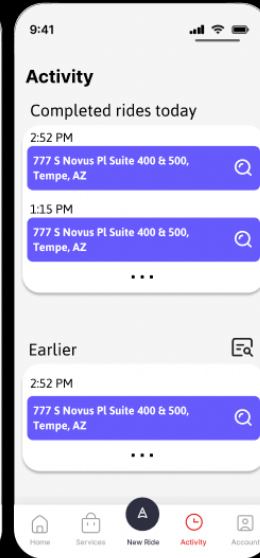 9:41
Activity
Completed rides today
2:52 PM
777 S Novus Pl Suite 400 & 500,
Tempe, AZ
1:15 PM
777 S Novus Pl Suite 400 & 500,
Tempe, AZ
...
Earlier
2:52 PM
777 S Novus Pl Suite 400 & 500,
Tempe, AZ
...
Home Services New Ride Activity Account